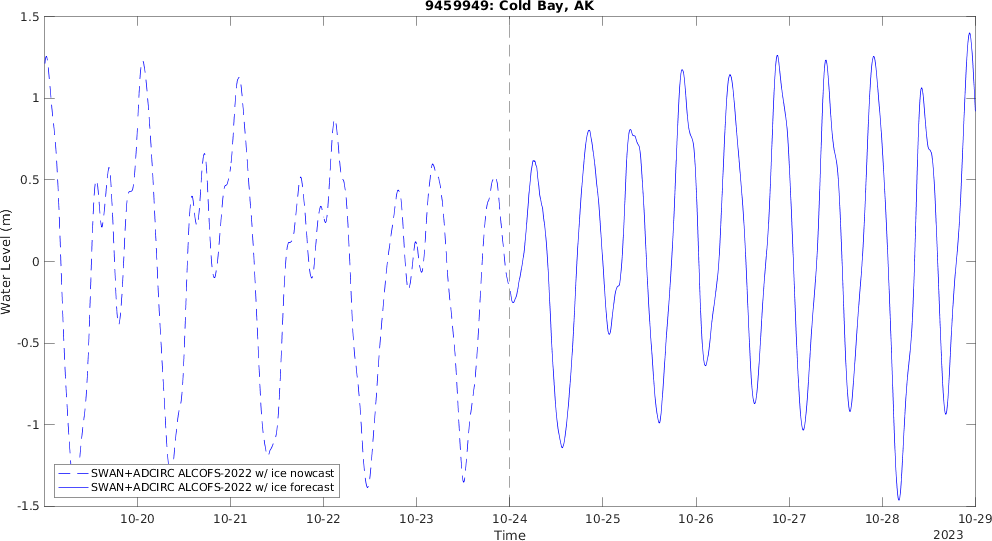 9459949: Cold Bay, AK
1.5
1
0.5
0
-0.5
-1
-1.5
Water Level (m)
SWAN+ADCIRC ALCOFS-2022 w/ ice nowcast
SWAN+ADCIRC ALCOFS-2022 w/ ice forecast
10-20 10-21 10-22 10-23 10-24 10-25 10-26 10-27 10-28 10-29
Time
2023